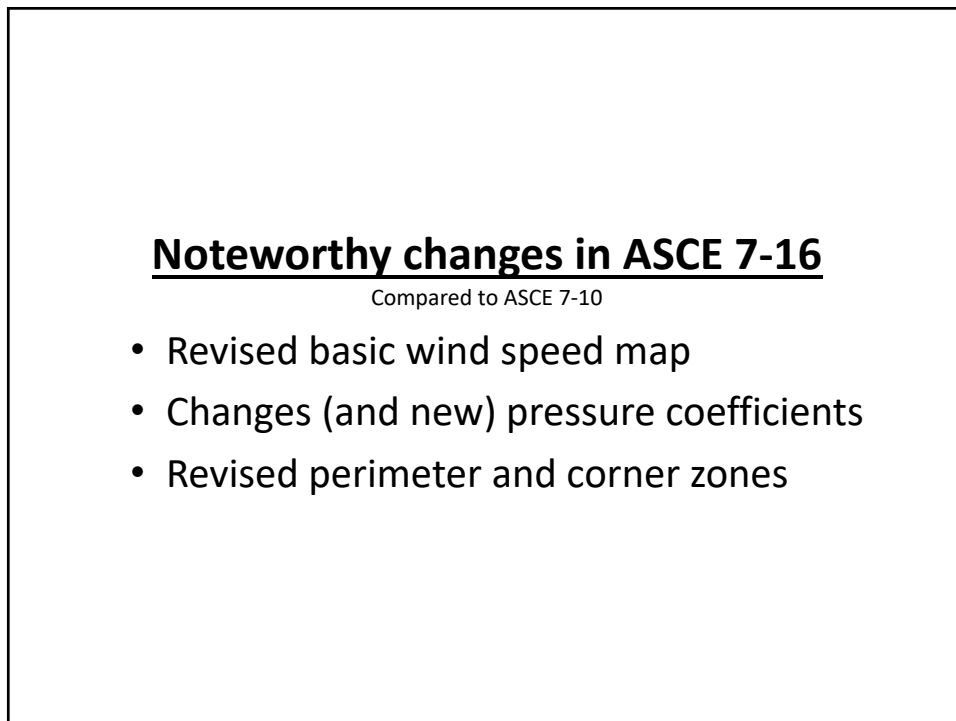 Noteworthy changes in ASCE 7-16
Compared to ASCE 7-10
• Revised basic wind speed map
• Changes (and new) pressure coefficients
• Revised perimeter and corner zones